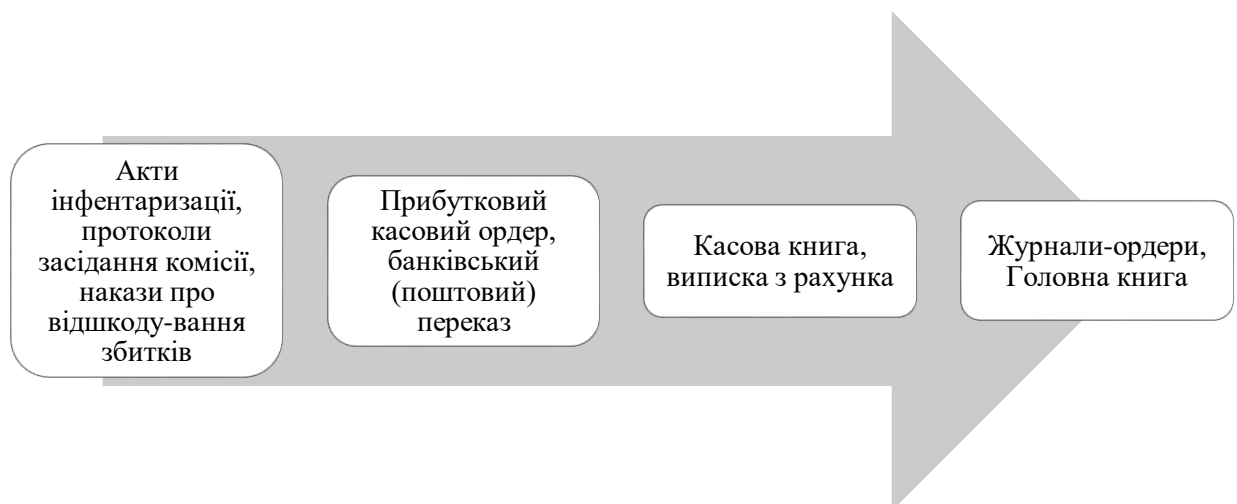 Акти
інфентаризації,
протоколи
засідання комісії,
накази про
відшкоду-вання
збитків
Прибутковий
касовий ордер,
банківський
(поштовий)
переказ
Касова книга,
виписка з рахунка
Журнали-ордери,
Головна книга